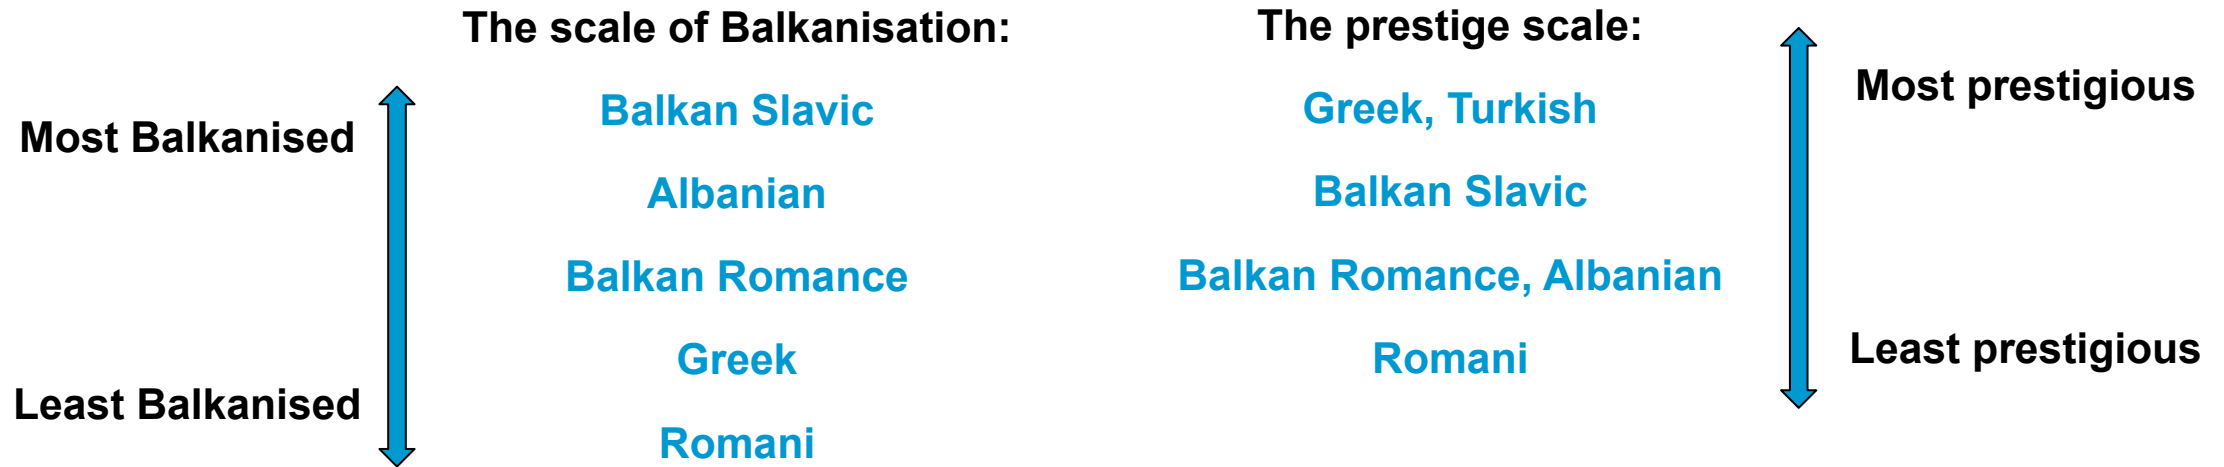 The scale of Balkanisation:
Most Balkanised
Least Balkanised
Balkan Slavic
Albanian
Balkan Romance
Greek
Romani
The prestige scale:
Greek, Turkish
Balkan Slavic
Balkan Romance, Albanian
Romani
Most prestigious
Least prestigious